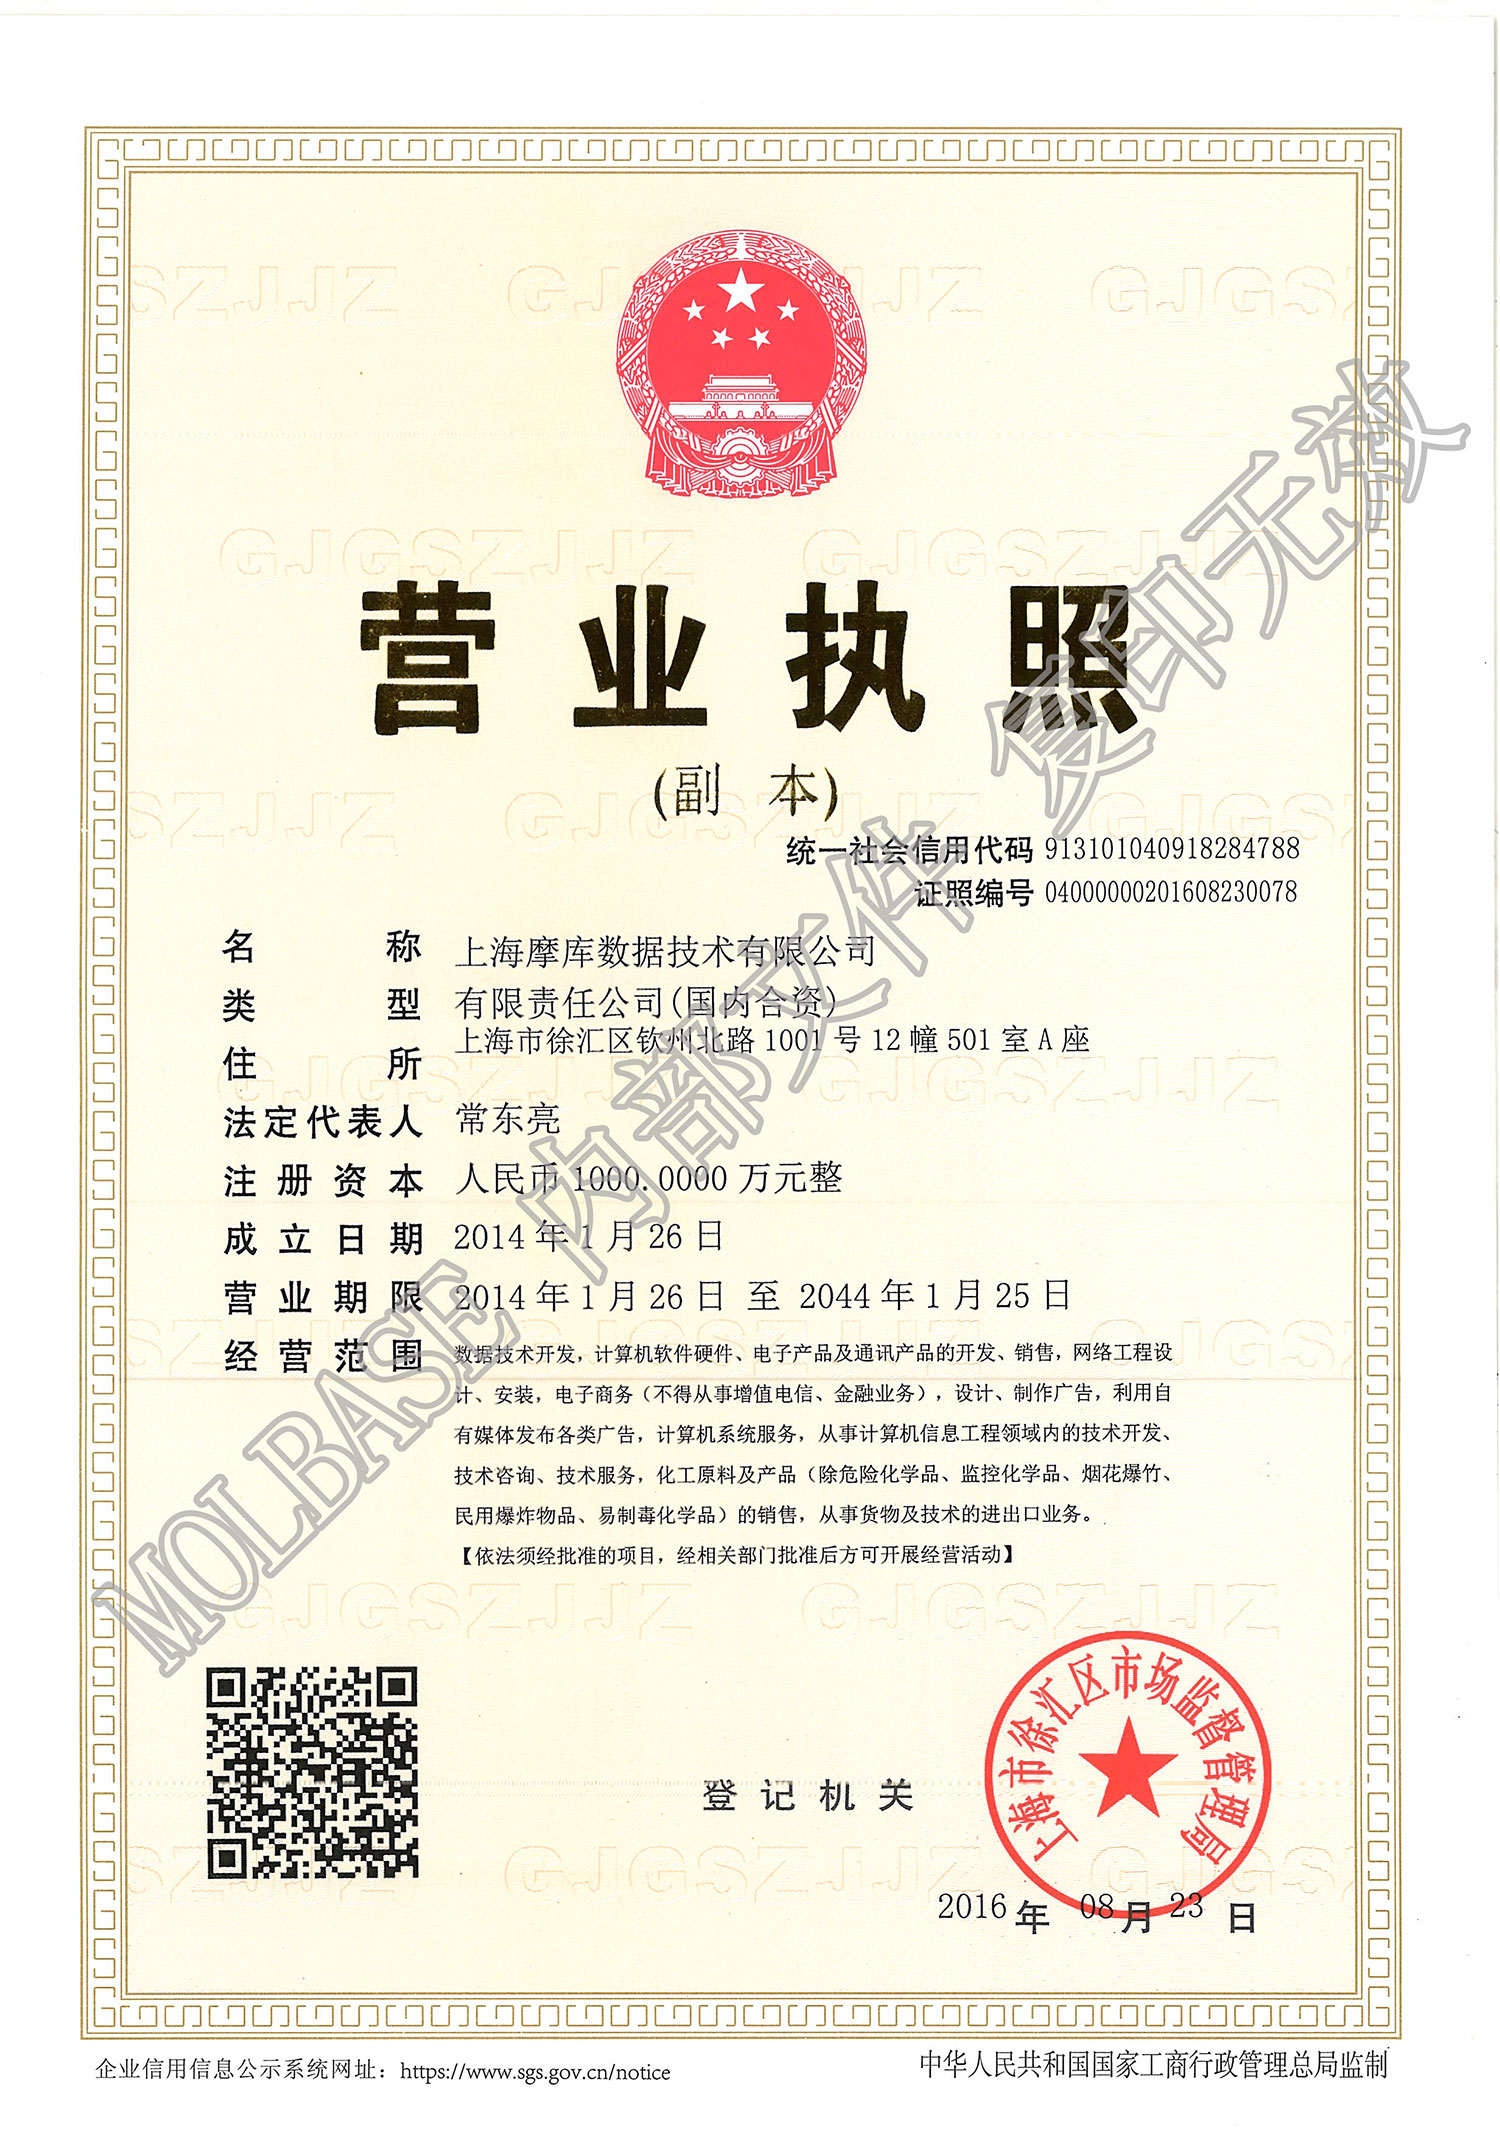 营业执照
(副 本)
统一社会信用代码 913101040918284788
证照编号 04000000201608230078
名 称 上海摩库数据技术有限公司
类 型 有限责任公司(国内合资)
住 所 上海市徐汇区钦州北路 1001 号 12 幢 501 室 A 座
法定代表人 常东亮
注册资本 人民币 1000.0000 万元整
成立日期 2014 年 1 月 26 日
营业期限 2014 年 1 月 26 日 至 2044 年 1 月 25 日
经营范围 数据技术开发，计算机软件硬件、电子产品及通讯产品的开发、销售，网络工程设
计、安装，电子商务（不得从事增值电信、金融业务），设计、制作广告，利用自
有媒体发布各类广告，计算机系统服务，从事计算机信息工程领域内的技术开发、
技术咨询、技术服务，化工原料及产品（除危险化学品、监控化学品、烟花爆竹、
民用爆炸物品、易制毒化学品）的销售，从事货物及技术的进出口业务。
【依法须经批准的项目，经相关部门批准后方可开展经营活动】
MOLBASE 内部文件 复印无效
登记机关
上海市徐汇区市场监督管理局
2016 年 08 月 23 日
企业信用信息公示系统网址：https://www.sgs.gov.cn/notice
中华人民共和国国家工商行政管理总局监制
GJGSZJJZ